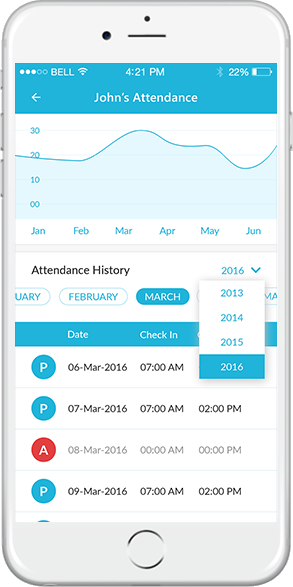 BELL 4:21 PM 22%
John's Attendance
30
20
10
00
Jan Feb Mar Apr May Jun
Attendance History 2016
UARY FEBRUARY MARCH MA
2013
2014
2015
2016
Date Check In
P 06-Mar-2016 07:00 AM
P 07-Mar-2016 07:00 AM 02:00 PM
A 08-Mar-2016 00:00 AM 00:00 PM
P 09-Mar-2016 07:00 AM 02:00 PM